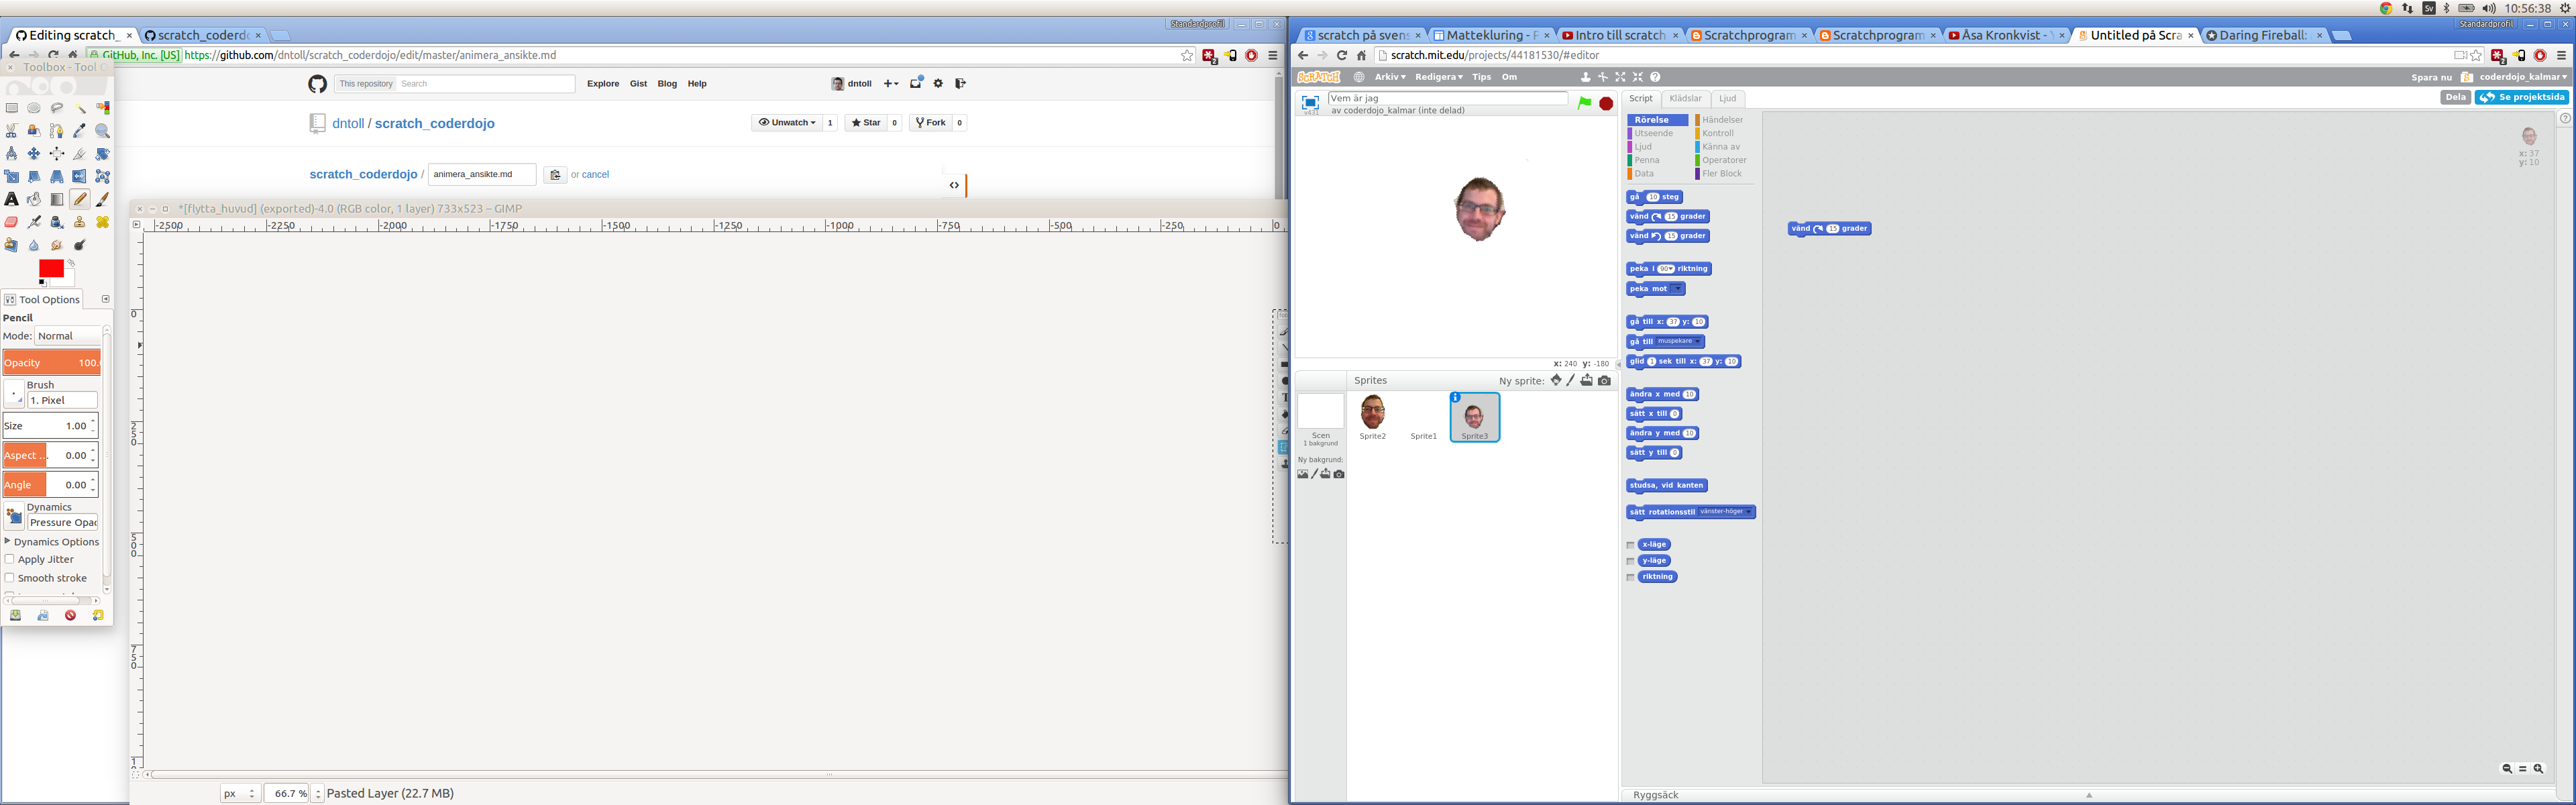 Sv
10:56:38
Standardprofil
Editing scratch_
scratch_coderdo
GitHub, Inc. [US] https://github.com/dntoll/scratch_coderdojo/edit/master/animera_ansikte.md
Toolbox - Tool
This repository Search
Explore Gist Blog Help
dntoll
dntoll / scratch_coderdojo
Unwatch 1
Star 0
Fork 0
scratch_coderdojo / animera_ansikte.md or cancel
*[flytta_huvud] (exported)-4.0 (RGB color, 1 layer) 733x523 – GIMP
-2500 -2250 -2000 -1750 -1500 -1250 -1000 -750 -500 -250 0
0
250
500
750
1
Tool Options
Pencil
Mode: Normal
Opacity 100.
Brush
1. Pixel
Size 1.00
Aspect ... 0.00
Angle 0.00
Dynamics
Pressure Opac
Dynamics Options
Apply Jitter
Smooth stroke
px 66.7 % Pasted Layer (22.7 MB)
Standardprofil
scratch på svens
Mattekluring - F
Intro till scratch
Scratchprogram
Scratchprogram
Åsa Kronkvist - Y
Untitled på Scra
Daring Fireball:
scratch.mit.edu/projects/44181530/#editor
SCRATCH
Arkiv Redigera Tips Om
Spara nu
coderdojo_kalmar
Vem är jag
av coderdojo_kalmar (inte delad)
v431
Script Klädslar Ljud
Dela
Se projektsida
Rörelse Händelser
Utseende Kontroll
Ljud Känna av
Penna Operatorer
Data Fler Block
gå 10 steg
vänd 15 grader
vänd 15 grader
peka i 90 riktning
peka mot
gå till x: 37 y: 10
gå till muspekare
glid 1 sek till x: 37 y: 10
ändra x med 10
sätt x till 0
ändra y med 10
sätt y till 0
studsa, vid kanten
sätt rotationsstil vänster-höger
x-läge
y-läge
riktning
vänd 15 grader
x: 37
y: 10
x: 240 y: -180
Sprites
Ny sprite:
Scen
1 bakgrund
Ny bakgrund:
Sprite2
Sprite1
Sprite3
Ryggsäck